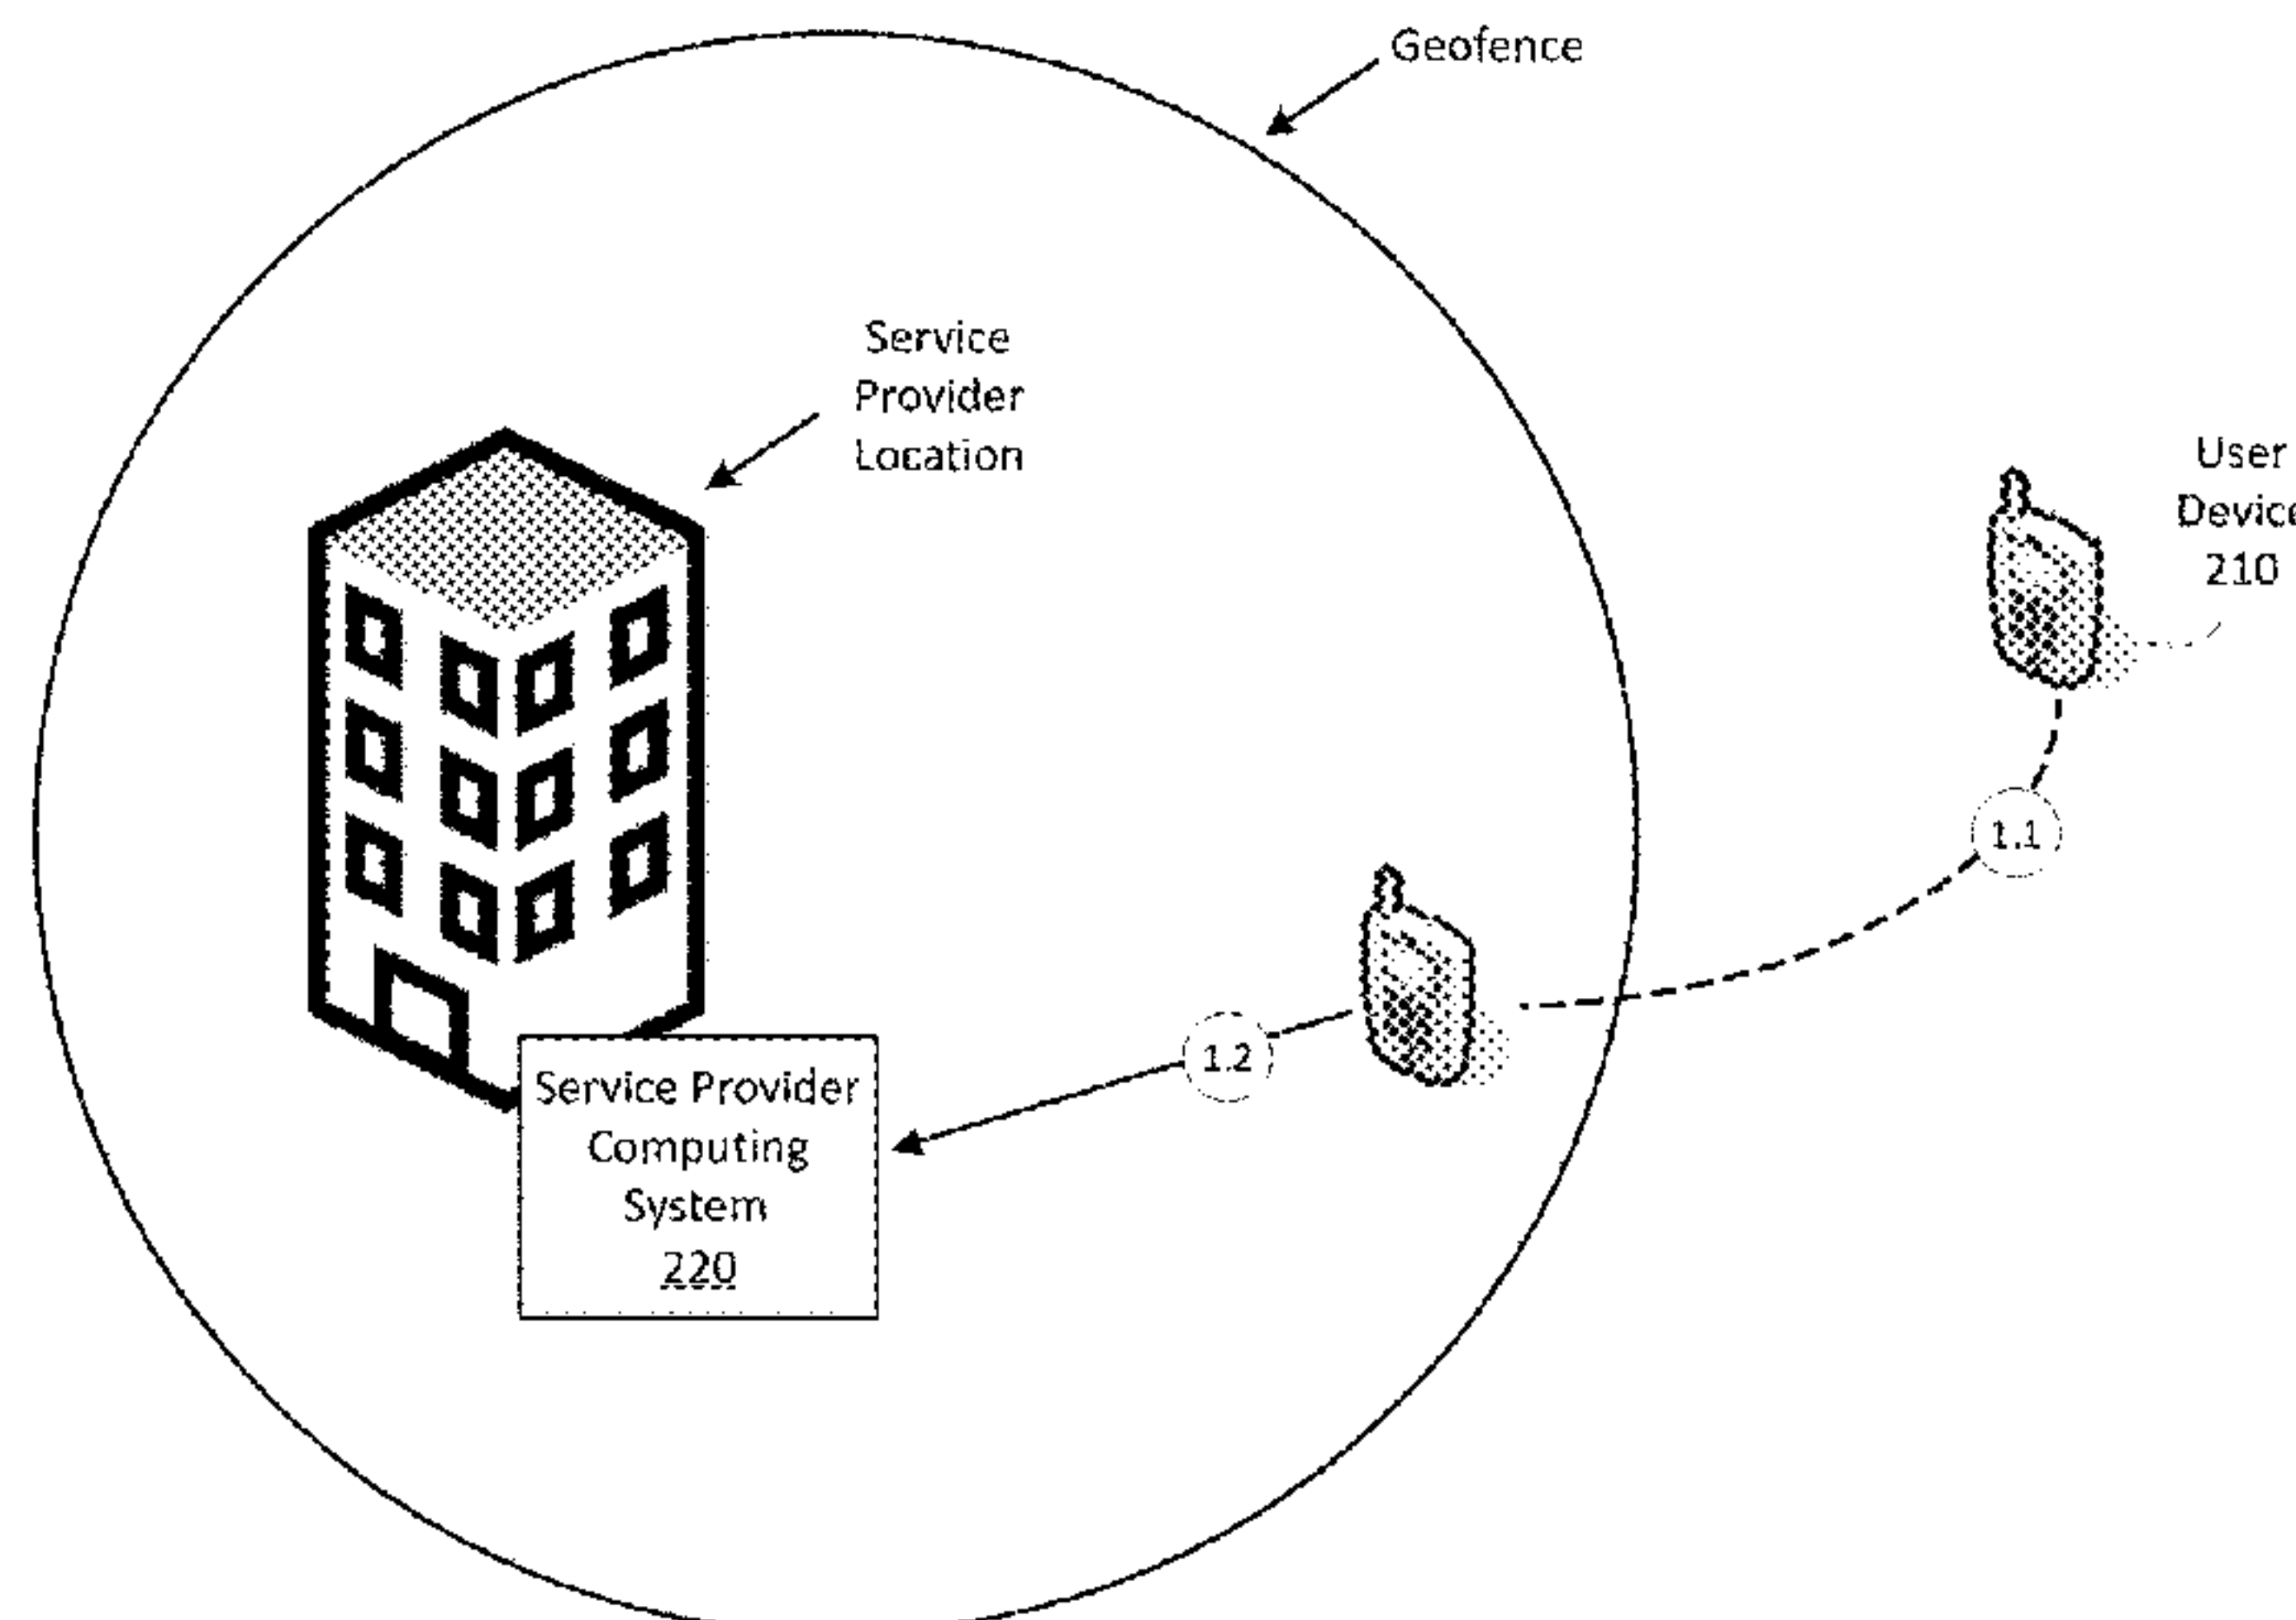 Geofence
Service
Provider
Location
User
Device
210
1.1
1.2
Service Provider
Computing
System
220